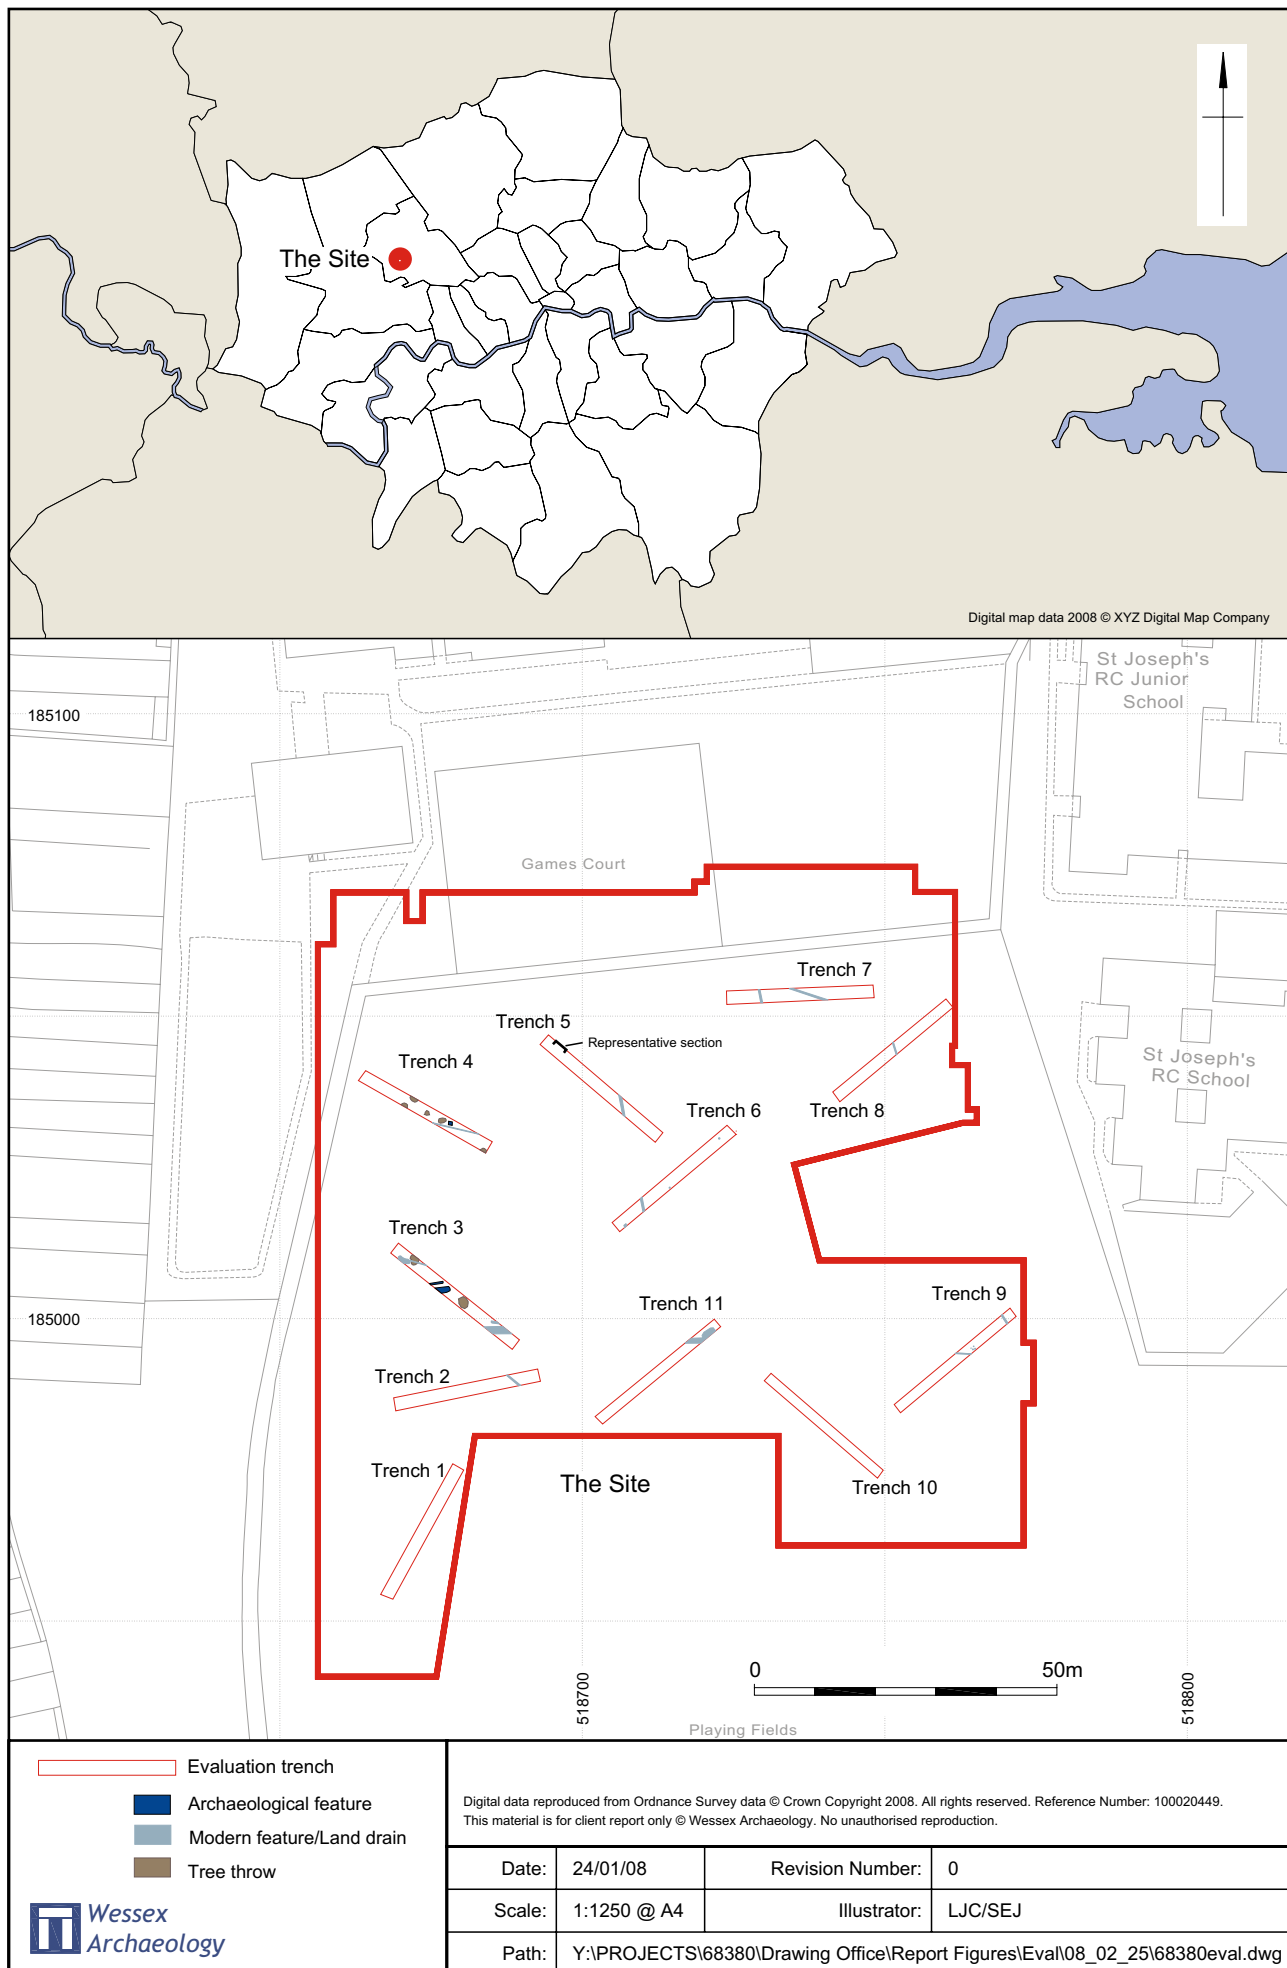 The Site
Digital map data 2008 © XYZ Digital Map Company
St Joseph's
RC Junior
School
185100
Games Court
Trench 7
Trench 5
Representative section
Trench 4
St Joseph's
RC School
Trench 8
Trench 6
Trench 3
Trench 9
Trench 11
185000
Trench 2
Trench 1
The Site
Trench 10
0
50m
518700
518800
Playing Fields
Evaluation trench
Archaeological feature
Modern feature/Land drain
Tree throw
Wessex
Archaeology
Digital data reproduced from Ordnance Survey data © Crown Copyright 2008. All rights reserved. Reference Number: 100020449.
This material is for client report only © Wessex Archaeology. No unauthorised reproduction.
Date: 24/01/08 Revision Number: 0
Scale: 1:1250 @ A4 Illustrator: LJC/SEJ
Path: Y:\PROJECTS\68380\Drawing Office\Report Figures\Eval\08_02_25\68380eval.dwg